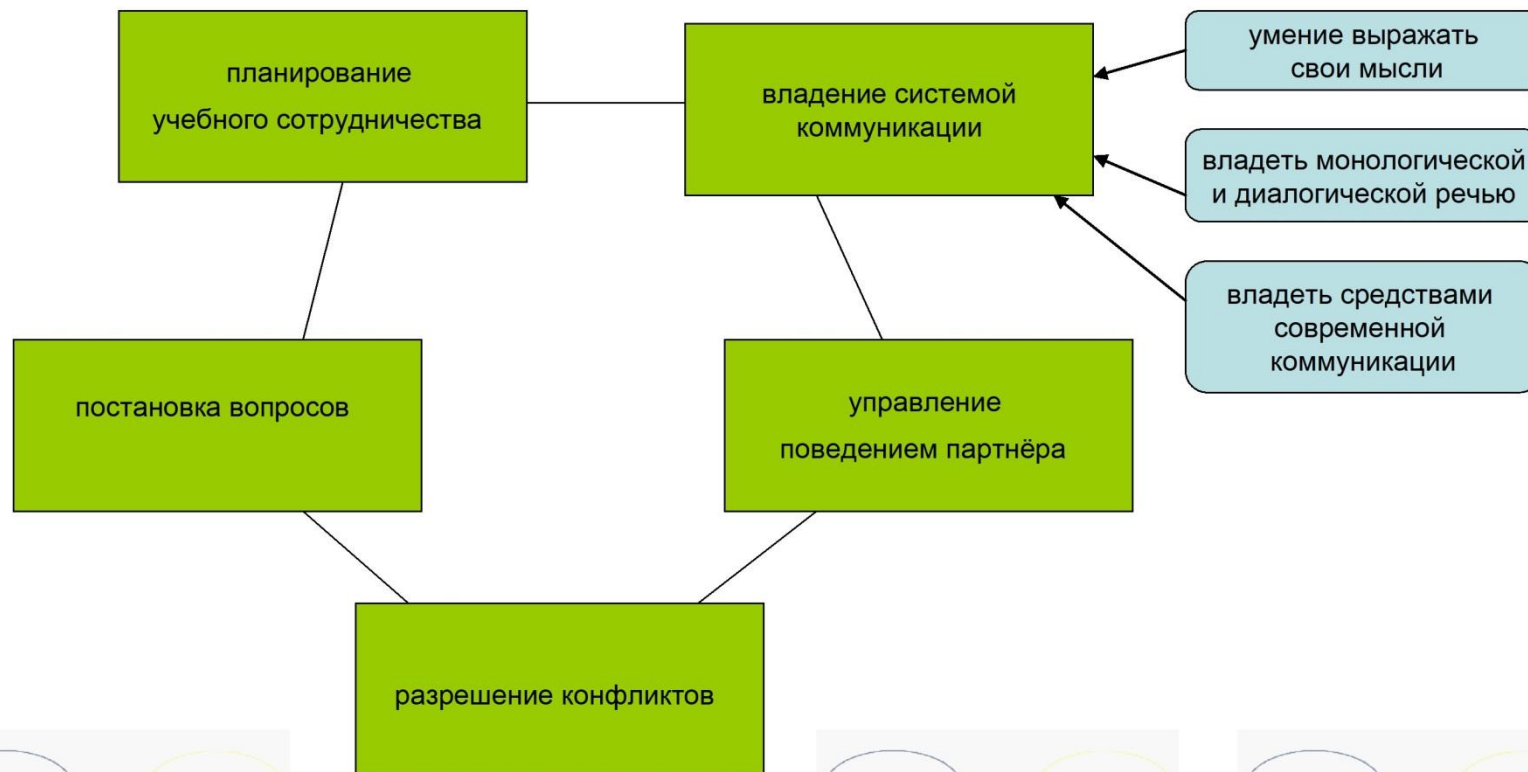 планирование
учебного сотрудничества
владение системой
коммуникации
умение выражать
свои мысли
владеть монологической
и диалогической речью
владеть средствами
современной
коммуникации
постановка вопросов
управление
поведением партнёра
разрешение конфликтов